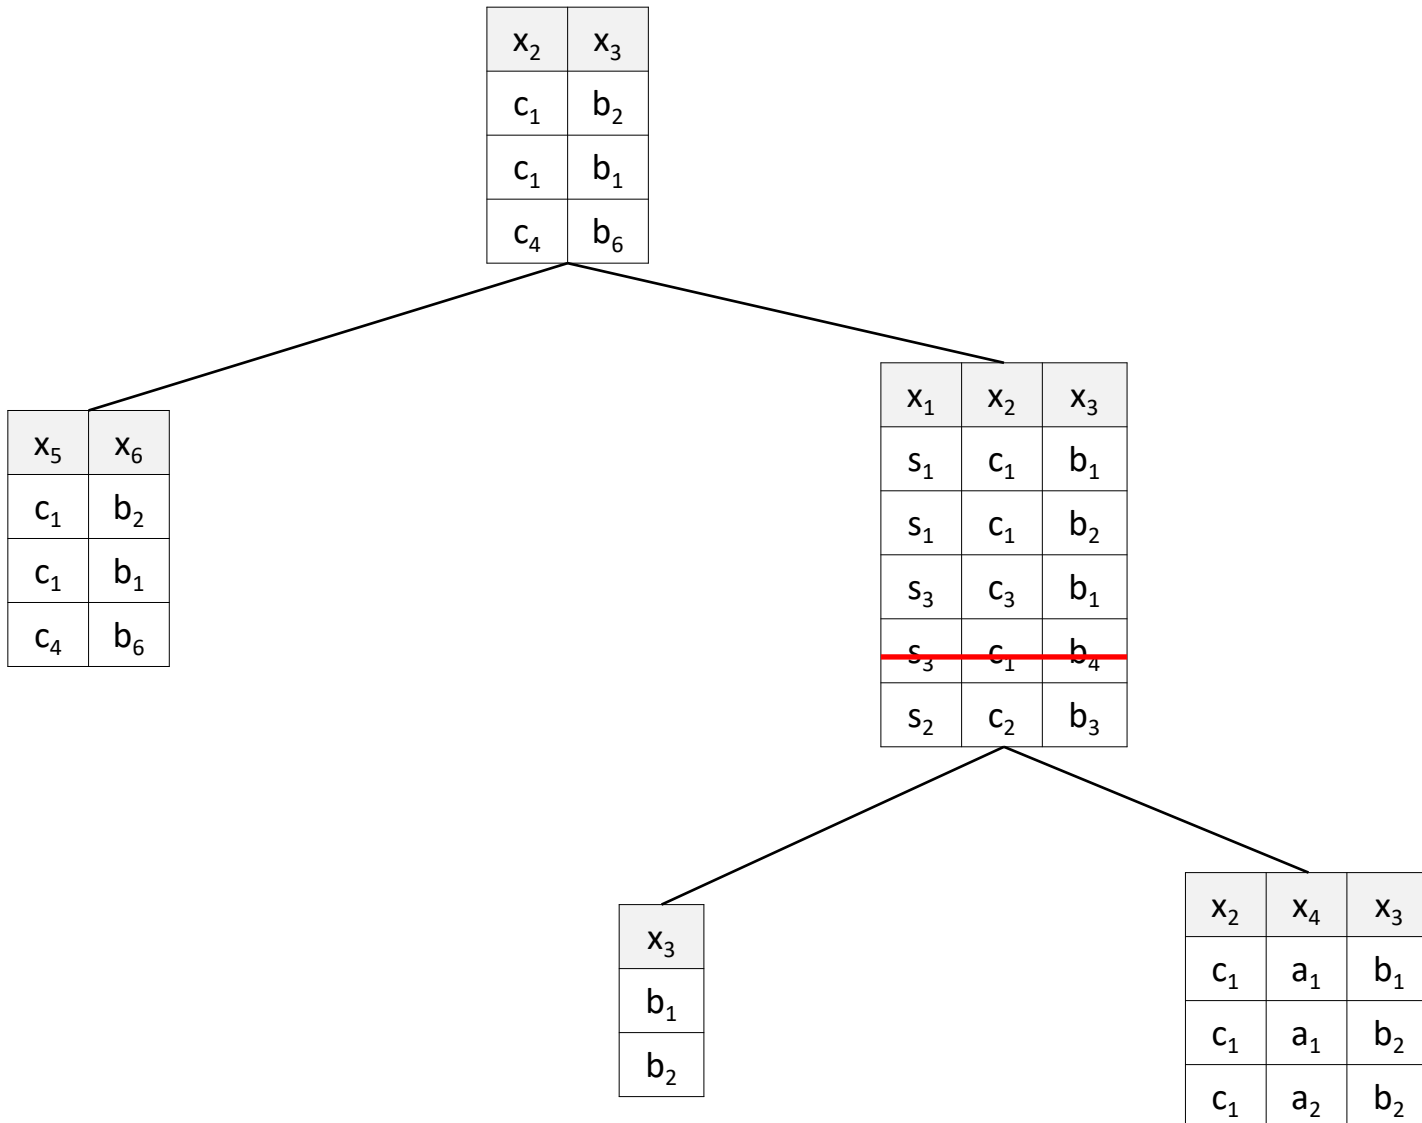 x₂ x₃
c₁ b₂
c₁ b₁
c₄ b₆
x₅ x₆
c₁ b₂
c₁ b₁
c₄ b₆
x₁ x₂ x₃
s₁ c₁ b₁
s₁ c₁ b₂
s₃ c₃ b₁
s₃ c₁ b₄
s₂ c₂ b₃
x₃
b₁
b₂
x₂ x₄ x₃
c₁ a₁ b₁
c₁ a₁ b₂
c₁ a₂ b₂